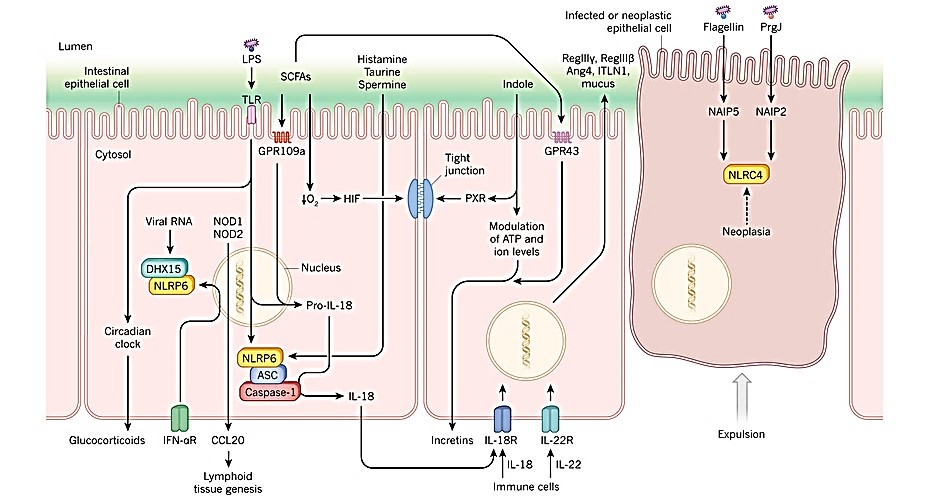 Lumen
Intestinal
epithelial cell
Cytosol
LPS
TLR
SCFAs
GPR109a
Histamine
Taurine
Spermine
Indole
Infected or neoplastic
epithelial cell
RegIIIγ, RegIIIβ
Ang4, ITLN1,
mucus
Flagellin
PrgJ
NAIP5
NAIP2
NLRC4
Neoplasia
Expulsion
GPR43
Tight
junction
↓O₂
HIF
PXR
Modulation
of ATP and
ion levels
Viral RNA
NOD1
NOD2
Nucleus
DHX15
NLRP6
Pro-IL-18
Circadian
clock
NLRP6
ASC
Caspase-1
IL-18
Glucocorticoids
IFN-αR
CCL20
Lymphoid
tissue genesis
Incretins
IL-18R
IL-22R
IL-18
IL-22
Immune cells